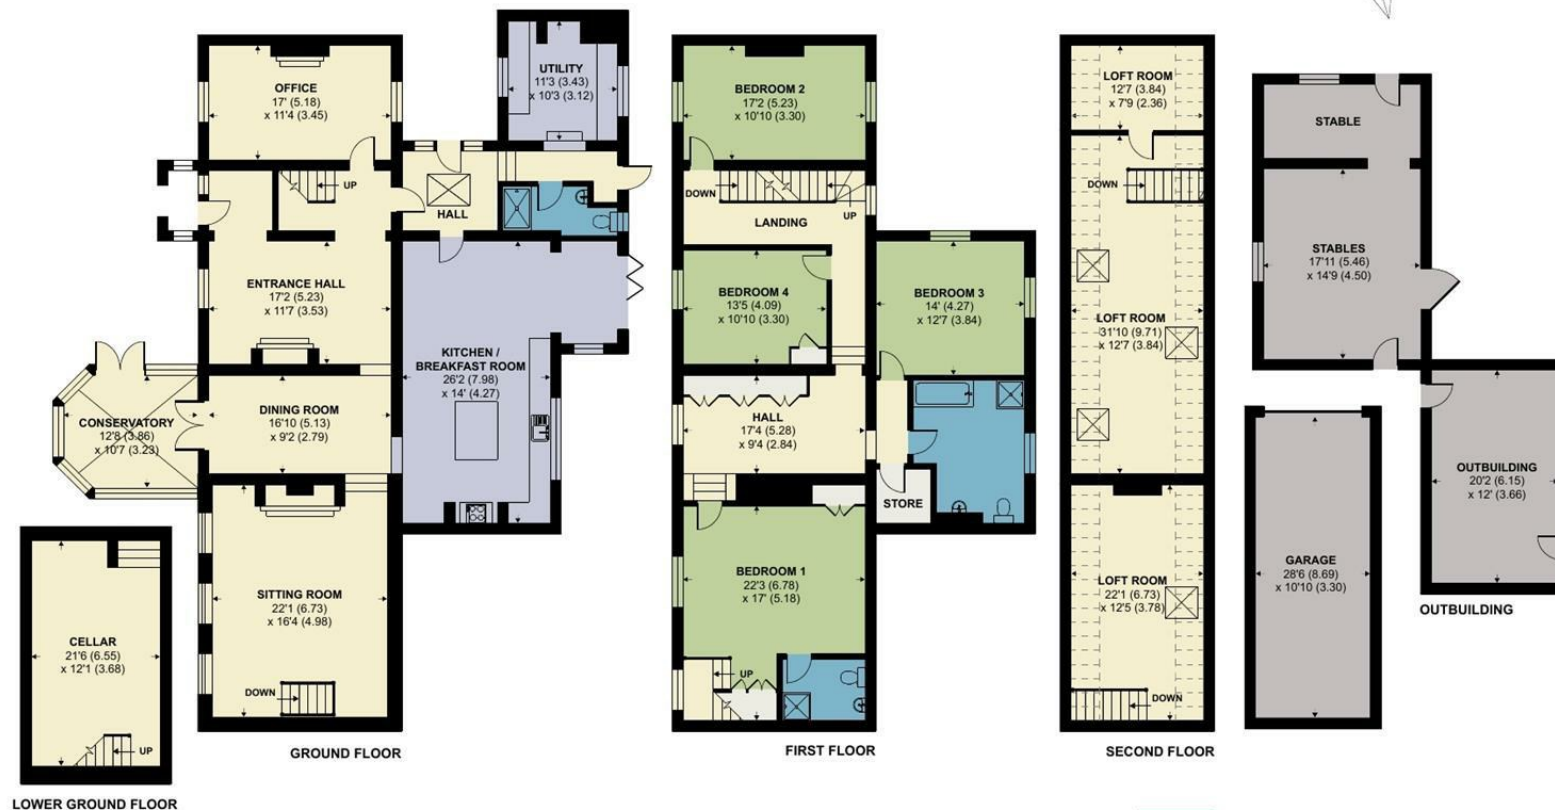 OFFICE
17' (5.18)
x 11'4 (3.45)
UTILITY
11'3 (3.43)
x 10'3 (3.12)
UP
HALL
ENTRANCE HALL
17'2 (5.23)
x 11'7 (3.53)
KITCHEN /
BREAKFAST ROOM
26'2 (7.98)
x 14' (4.27)
CONSERVATORY
12'8 (3.86)
x 10'7 (3.23)
DINING ROOM
16'10 (5.13)
x 9'2 (2.79)
SITTING ROOM
22'1 (6.73)
x 16'4 (4.98)
DOWN
GROUND FLOOR
CELLAR
21'6 (6.55)
x 12'1 (3.68)
UP
LOWER GROUND FLOOR
BEDROOM 2
17'2 (5.23)
x 10'10 (3.30)
DOWN
LANDING
UP
BEDROOM 4
13'5 (4.09)
x 10'10 (3.30)
BEDROOM 3
14' (4.27)
x 12'7 (3.84)
HALL
17'4 (5.28)
x 9'4 (2.84)
STORE
BEDROOM 1
22'3 (6.78)
x 17' (5.18)
UP
FIRST FLOOR
LOFT ROOM
12'7 (3.84)
x 7'9 (2.36)
DOWN
LOFT ROOM
31'10 (9.71)
x 12'7 (3.84)
LOFT ROOM
22'1 (6.73)
x 12'5 (3.78)
DOWN
SECOND FLOOR
STABLE
STABLES
17'11 (5.46)
x 14'9 (4.50)
OUTBUILDING
20'2 (6.15)
x 12' (3.66)
GARAGE
28'6 (8.69)
x 10'10 (3.30)
OUTBUILDING